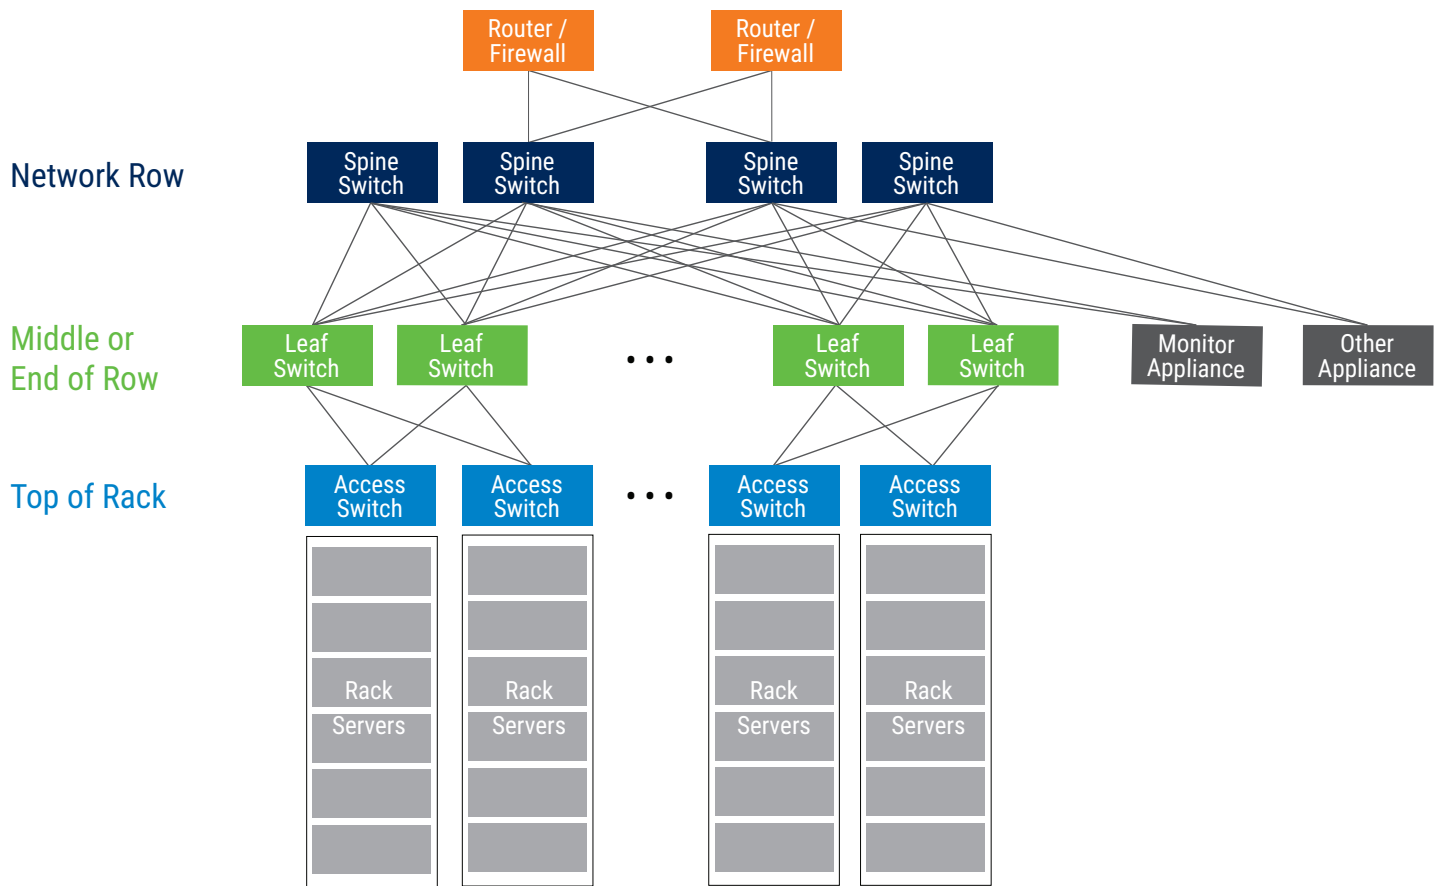 Router /
Firewall
Router /
Firewall
Network Row
Spine
Switch
Spine
Switch
Spine
Switch
Spine
Switch
Middle or
End of Row
Leaf
Switch
Leaf
Switch
...
Leaf
Switch
Leaf
Switch
Monitor
Appliance
Other
Appliance
Top of Rack
Access
Switch
Access
Switch
...
Access
Switch
Access
Switch
Rack
Servers
Rack
Servers
Rack
Servers
Rack
Servers